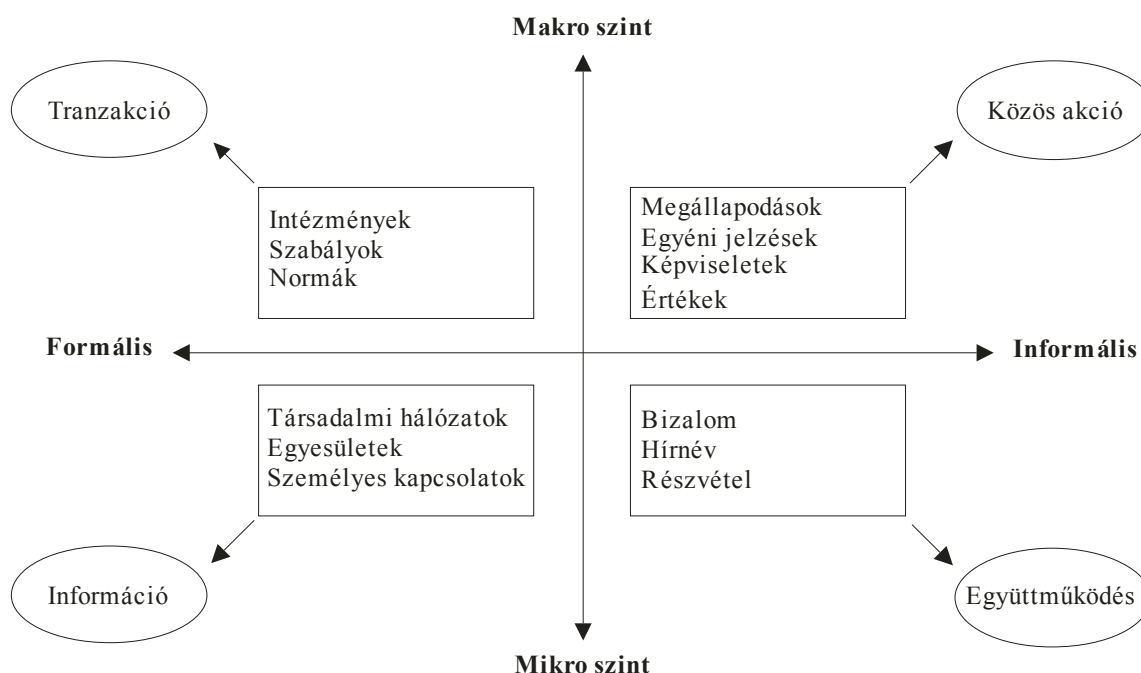 Makro szint
Tranzakció
Közös akció
Intézmények
Szabályok
Normák
Megállapodások
Egyéni jelzések
Képviseletek
Értékek
Formális
Informális
Társadalmi hálózatok
Egyesületek
Személyes kapcsolatok
Bizalom
Hírnév
Részvétel
Információ
Együttműködés
Mikro szint